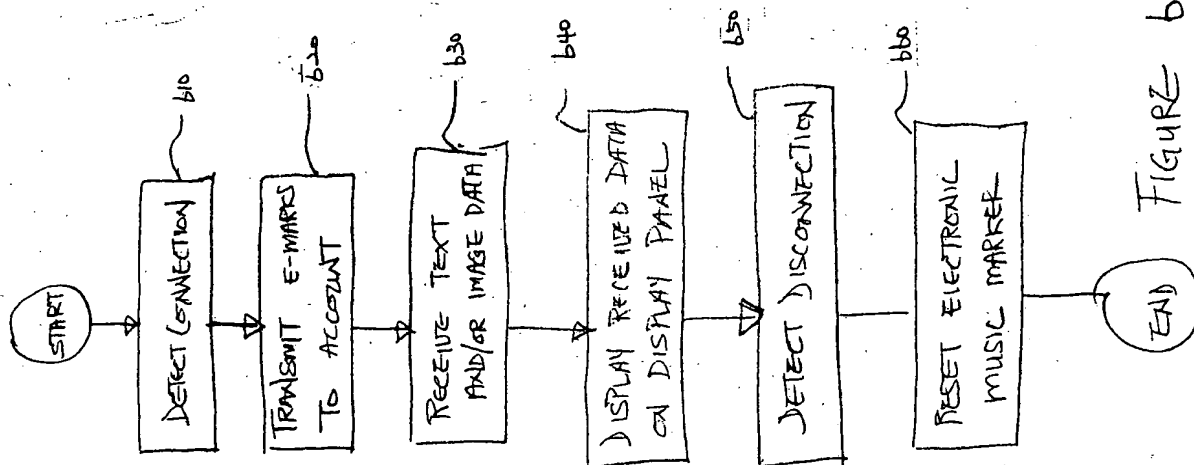 START
DETECT CONNECTION
610
TRANSMIT E-MARKS
TO ACCOUNT
620
RECEIVE TEXT
AND/OR IMAGE DATA
630
DISPLAY RECEIVED DATA
ON DISPLAY PANEL
640
DETECT DISCONNECTION
650
RESET ELECTRONIC
MUSIC MARKER
660
END
FIGURE 6